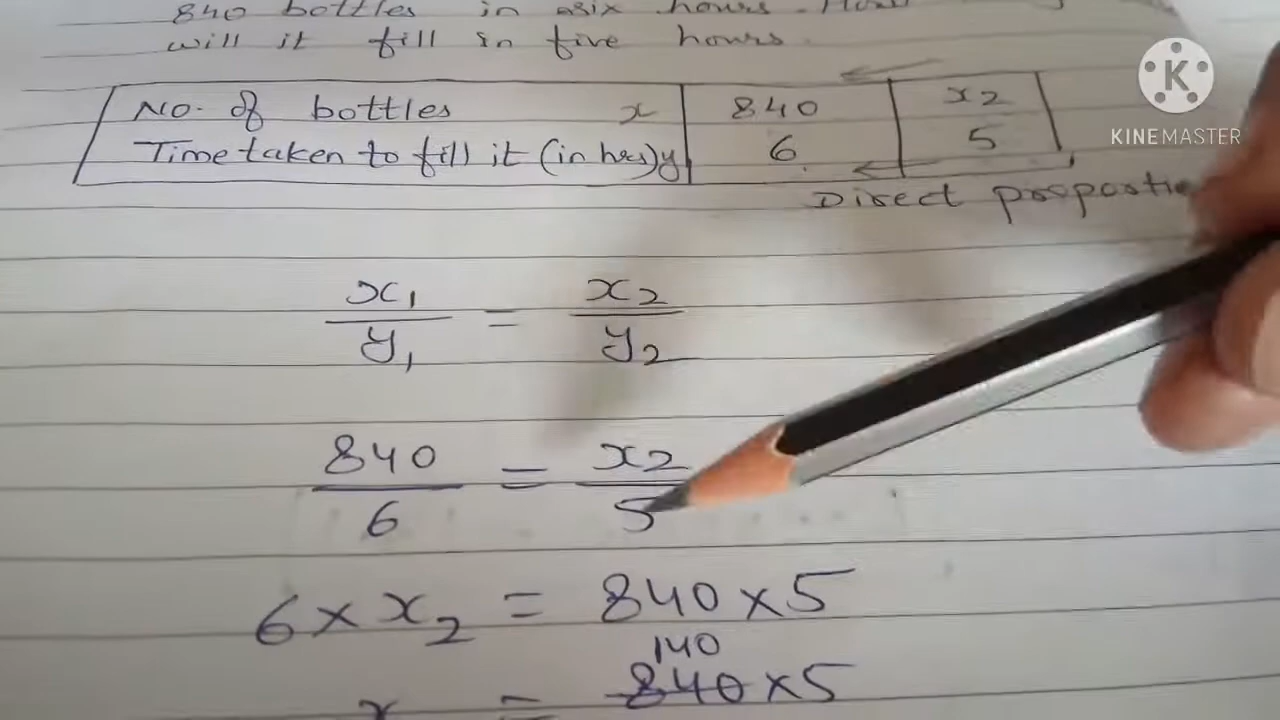 840 bottles in six hours.
will it fill in five hours.
No. of bottles x 840 x2
Time taken to fill it (in hrs) y 6 5
Direct
x1/y1 = x2/y2
840/6 = x2/5
6 × x2 = 840 × 5
140
x = 840 × 5
K
KINEMASTER